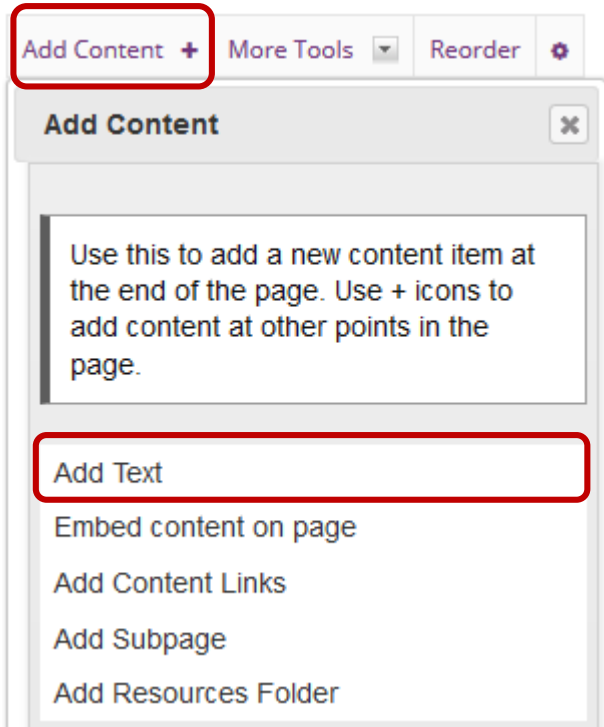 Add Content + More Tools Reorder
Add Content
Use this to add a new content item at
the end of the page. Use + icons to
add content at other points in the
page.
Add Text
Embed content on page
Add Content Links
Add Subpage
Add Resources Folder